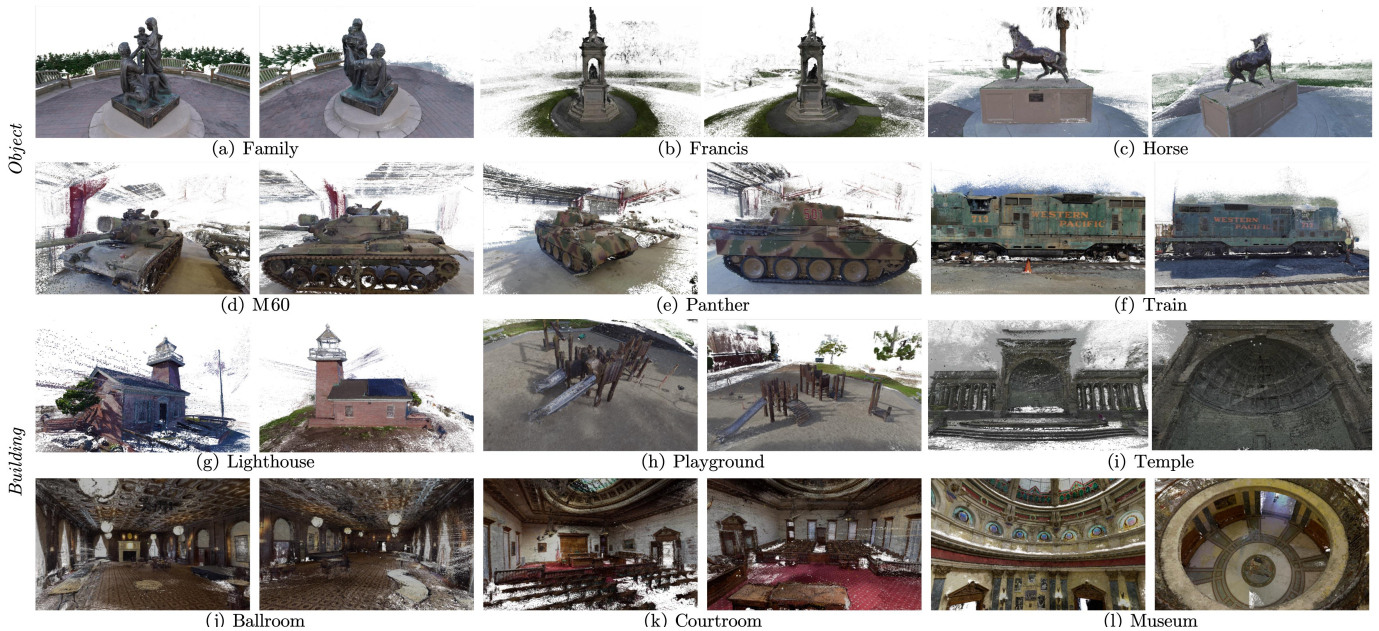 Object
(a) Family
(b) Francis
(c) Horse
WESTERN
PACIFIC
WESTERN
PACIFIC
(d) M60
(e) Panther
(f) Train
Building
(g) Lighthouse
(h) Playground
(i) Temple
(j) Ballroom
(k) Courtroom
(l) Museum